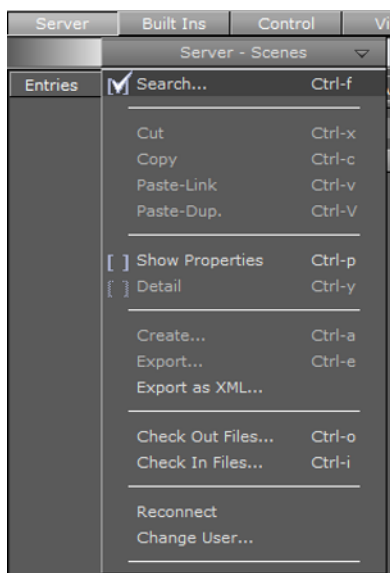 Server Built Ins Control Vi
Server - Scenes
Entries
Search... Ctrl-f
Cut Ctrl-x
Copy Ctrl-c
Paste-Link Ctrl-v
Paste-Dup. Ctrl-V
[ ] Show Properties Ctrl-p
[ ] Detail Ctrl-y
Create... Ctrl-a
Export... Ctrl-e
Export as XML...
Check Out Files... Ctrl-o
Check In Files... Ctrl-i
Reconnect
Change User...